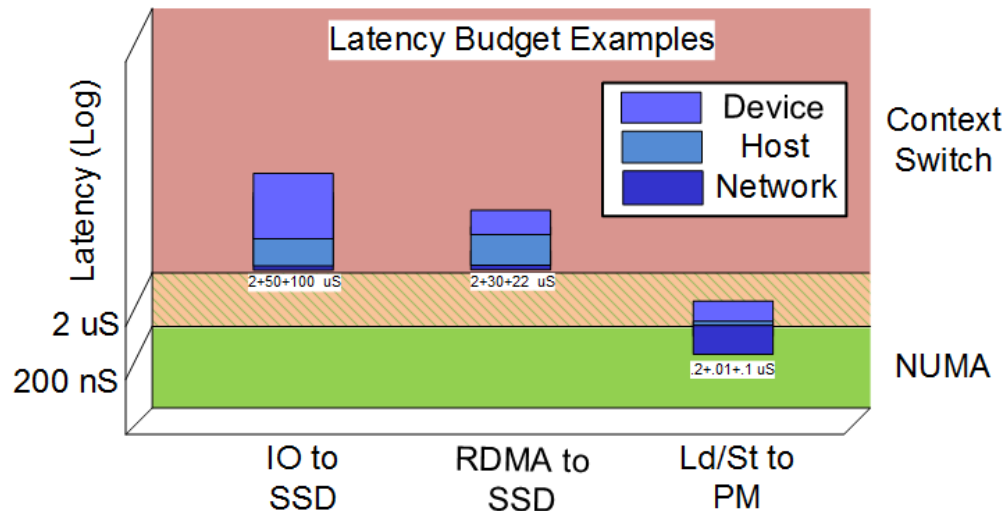 Latency Budget Examples
Latency (Log)
Device
Host
Network
Context
Switch
2+50+100 uS
2+30+22 uS
2 uS
.2+.01+.1 uS
200 nS
NUMA
IO to
SSD
RDMA to
SSD
Ld/St to
PM